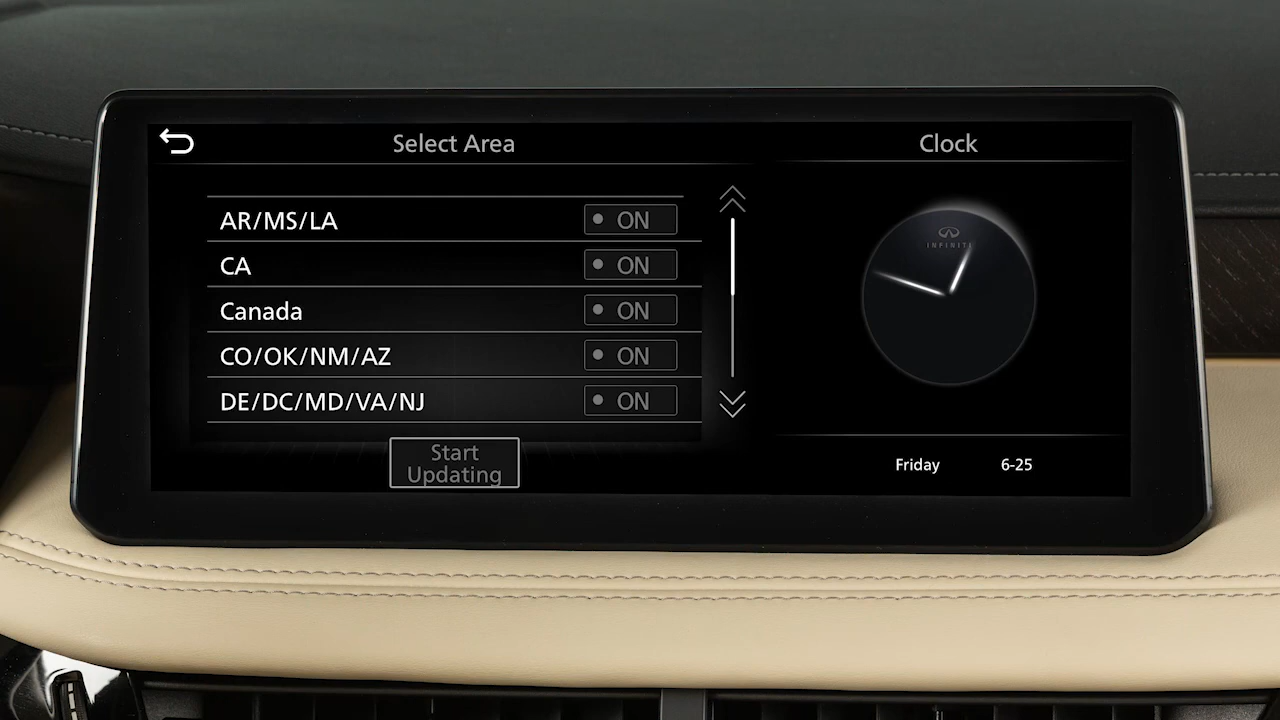 Select Area
Clock
AR/MS/LA ON
CA ON
Canada ON
CO/OK/NM/AZ ON
DE/DC/MD/VA/NJ ON
Start
Updating
INFINITI
Friday 6-25